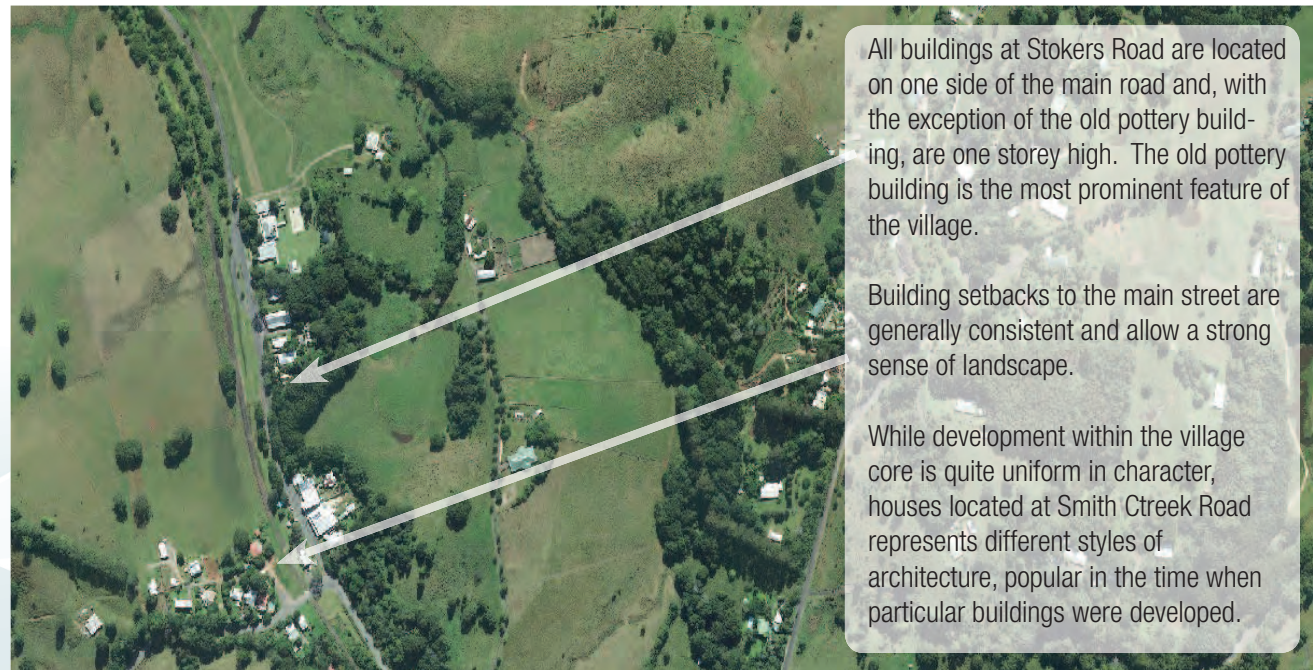 All buildings at Stokers Road are located
on one side of the main road and, with
the exception of the old pottery build-
ing, are one storey high.  The old pottery
building is the most prominent feature of
the village.
Building setbacks to the main street are
generally consistent and allow a strong
sense of landscape.
While development within the village
core is quite uniform in character,
houses located at Smith Ctreek Road
represents different styles of
architecture, popular in the time when
particular buildings were developed.